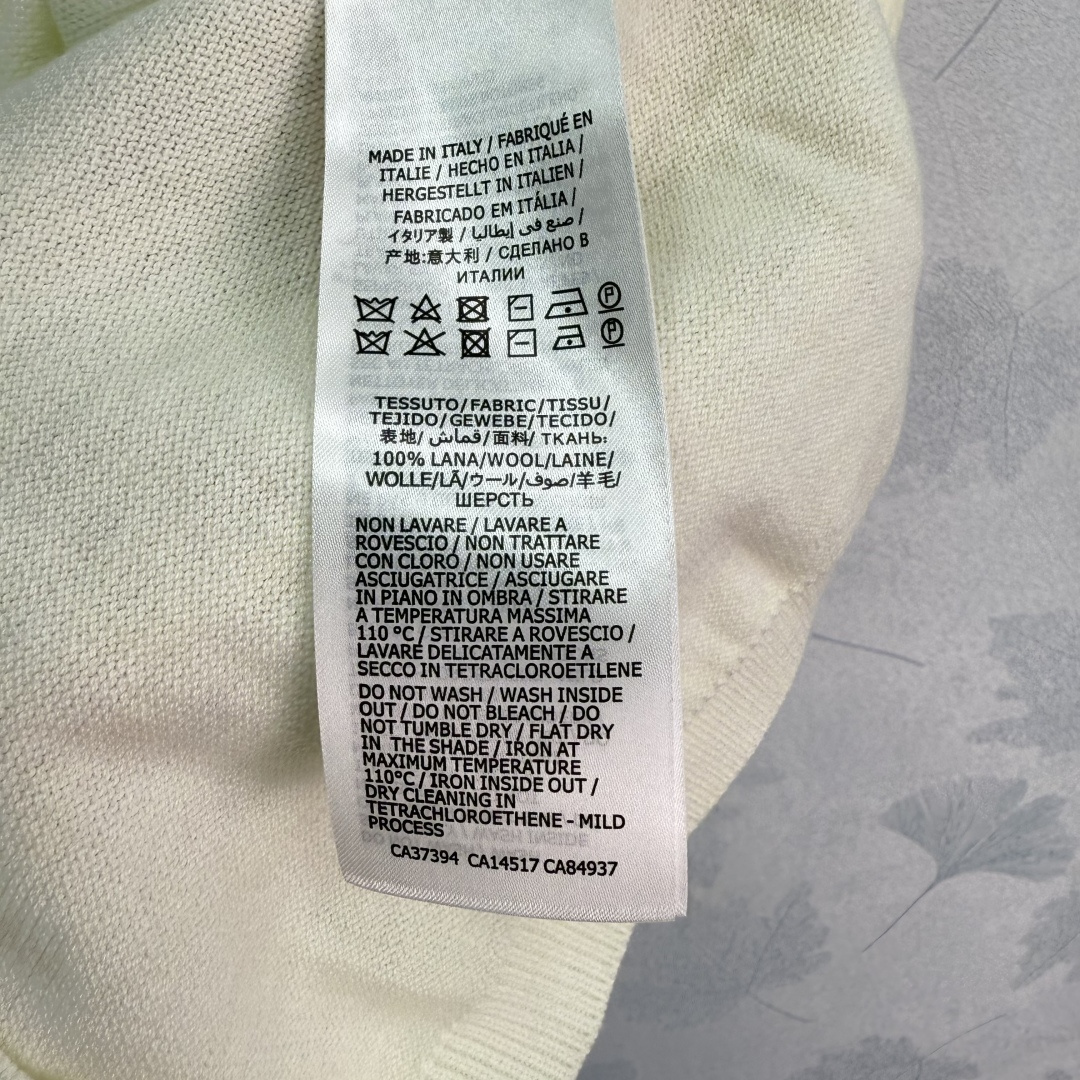 MADE IN ITALY / FABRIQUÉ EN
ITALIE / HECHO EN ITALIA /
HERGESTELLT IN ITALIEN /
FABRICADO EM ITÁLIA /
イタリア製 / صنع في إيطاليا /
产地:意大利 / СДЕЛАНО В
ИТАЛИИ
P
P
TESSUTO/FABRIC/TISSU/
TEJIDO/GEWEBE/TECIDO/
表地/ قماش/面料/ ТКАНЬ:
100% LANA/WOOL/LAINE/
WOLLE/LÃ/ウール/صوف/羊毛/
ШЕРСТЬ
NON LAVARE / LAVARE A
ROVESCIO / NON TRATTARE
CON CLORO / NON USARE
ASCIUGATRICE / ASCIUGARE
IN PIANO IN OMBRA / STIRARE
A TEMPERATURA MASSIMA
110 °C / STIRARE A ROVESCIO /
LAVARE DELICATAMENTE A
SECCO IN TETRACLOROETILENE
DO NOT WASH / WASH INSIDE
OUT / DO NOT BLEACH / DO
NOT TUMBLE DRY / FLAT DRY
IN THE SHADE / IRON AT
MAXIMUM TEMPERATURE
110°C / IRON INSIDE OUT /
DRY CLEANING IN
TETRACHLOROETHENE - MILD
PROCESS
CA37394 CA14517 CA84937